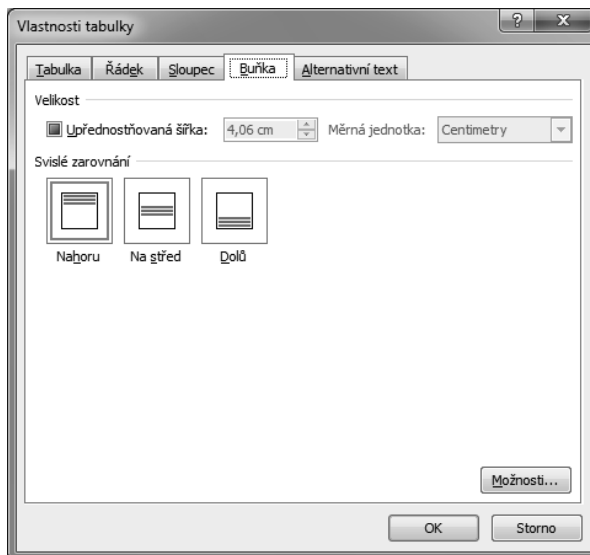 Vlastnosti tabulky
Tabulka Řádek Sloupec Buňka Alternativní text
Velikost
Upřednostňovaná šířka: 4,06 cm Měrná jednotka: Centimetry
Svislé zarovnání
Nahoru Na střed Dolů
Možnosti...
OK Storno